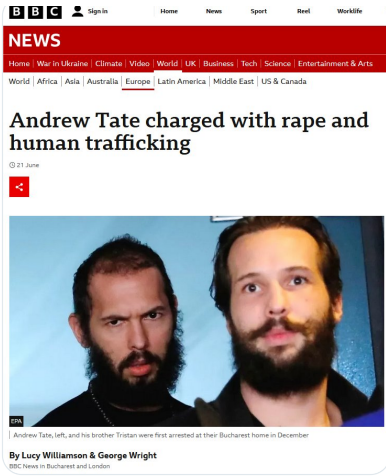 BBC Sign in Home News Sport Reel Worklife
NEWS
Home War in Ukraine Climate Video World UK Business Tech Science Entertainment & Arts
World Africa Asia Australia Europe Latin America Middle East US & Canada
Andrew Tate charged with rape and
human trafficking
21 June
EPA
Andrew Tate, left, and his brother Tristan were first arrested at their Bucharest home in December
By Lucy Williamson & George Wright
BBC News in Bucharest and London